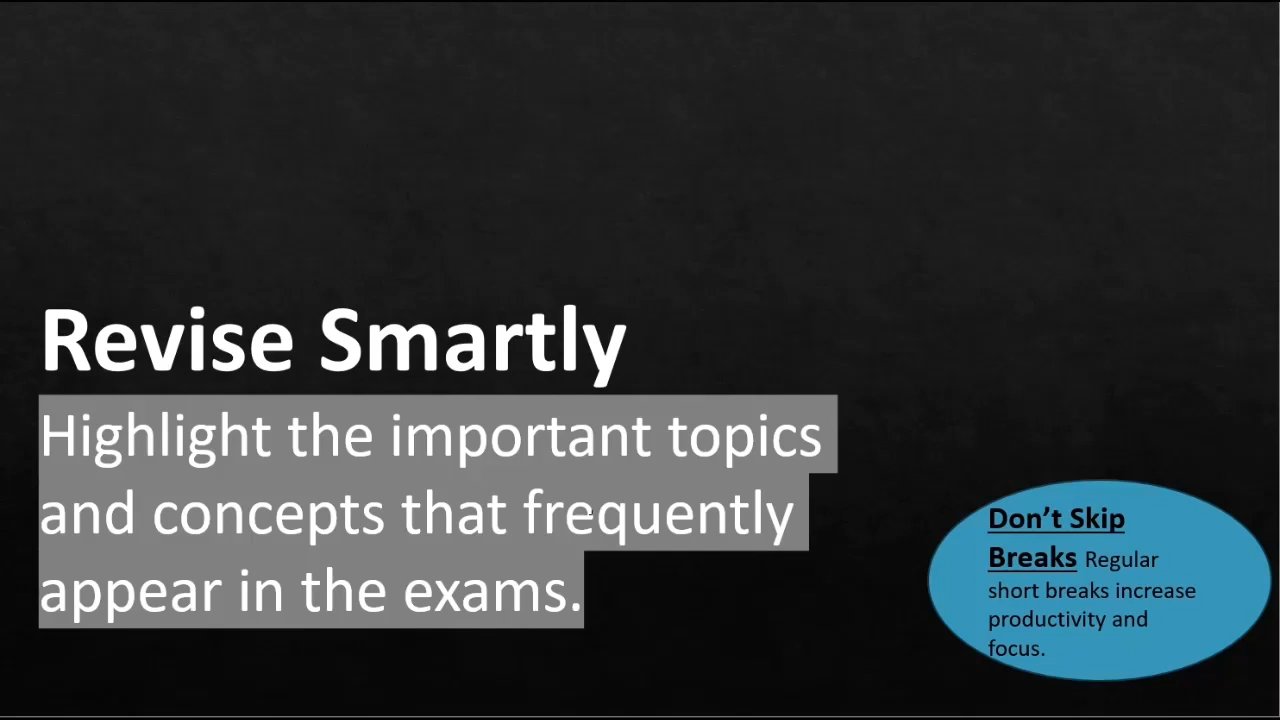 Revise Smartly
Highlight the important topics
and concepts that frequently
appear in the exams.
Don’t Skip
Breaks Regular
short breaks increase
productivity and
focus.